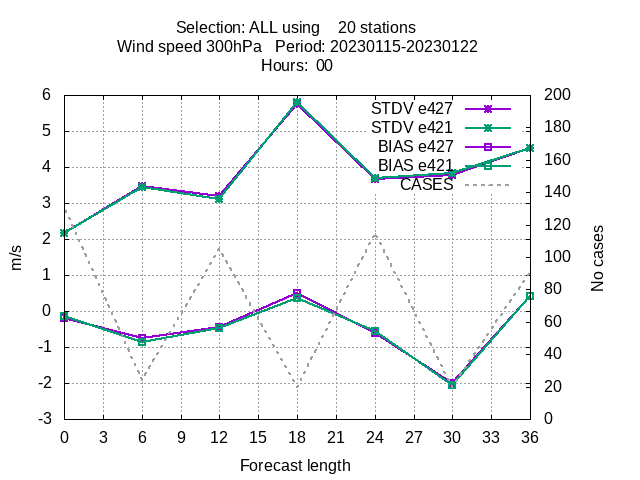 Selection: ALL using    20 stations
Wind speed 300hPa   Period: 20230115-20230122
Hours:  00
STDV e427
STDV e421
BIAS e427
BIAS e421
CASES
6
5
4
3
2
1
0
-1
-2
-3
m/s
200
180
160
140
120
100
80
60
40
20
0
No cases
0 3 6 9 12 15 18 21 24 27 30 33 36
Forecast length